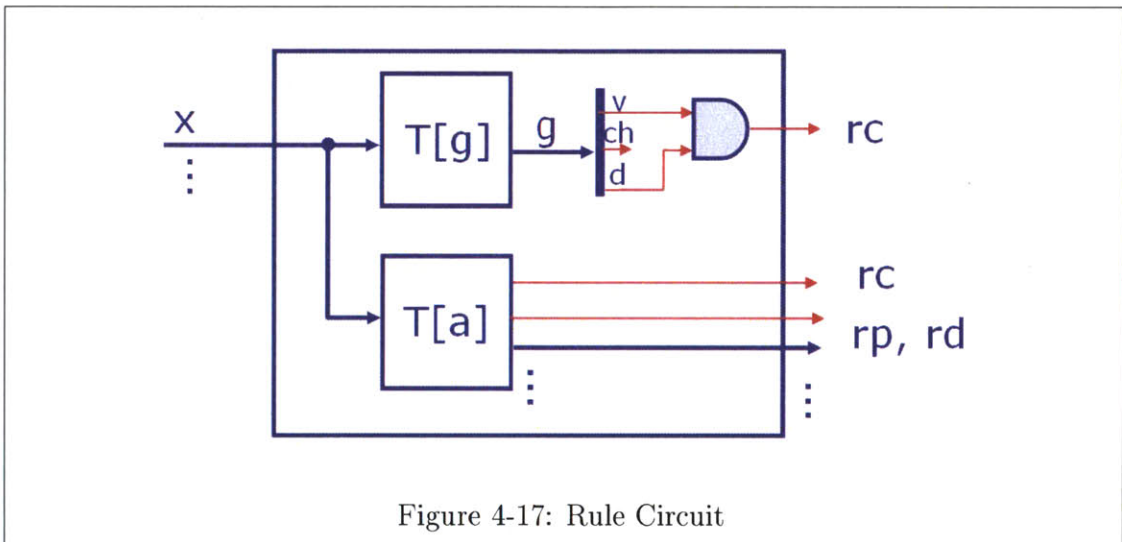 x
T[g]
g
v
ch
d
rc
T[a]
rc
rp, rd
Figure 4-17: Rule Circuit